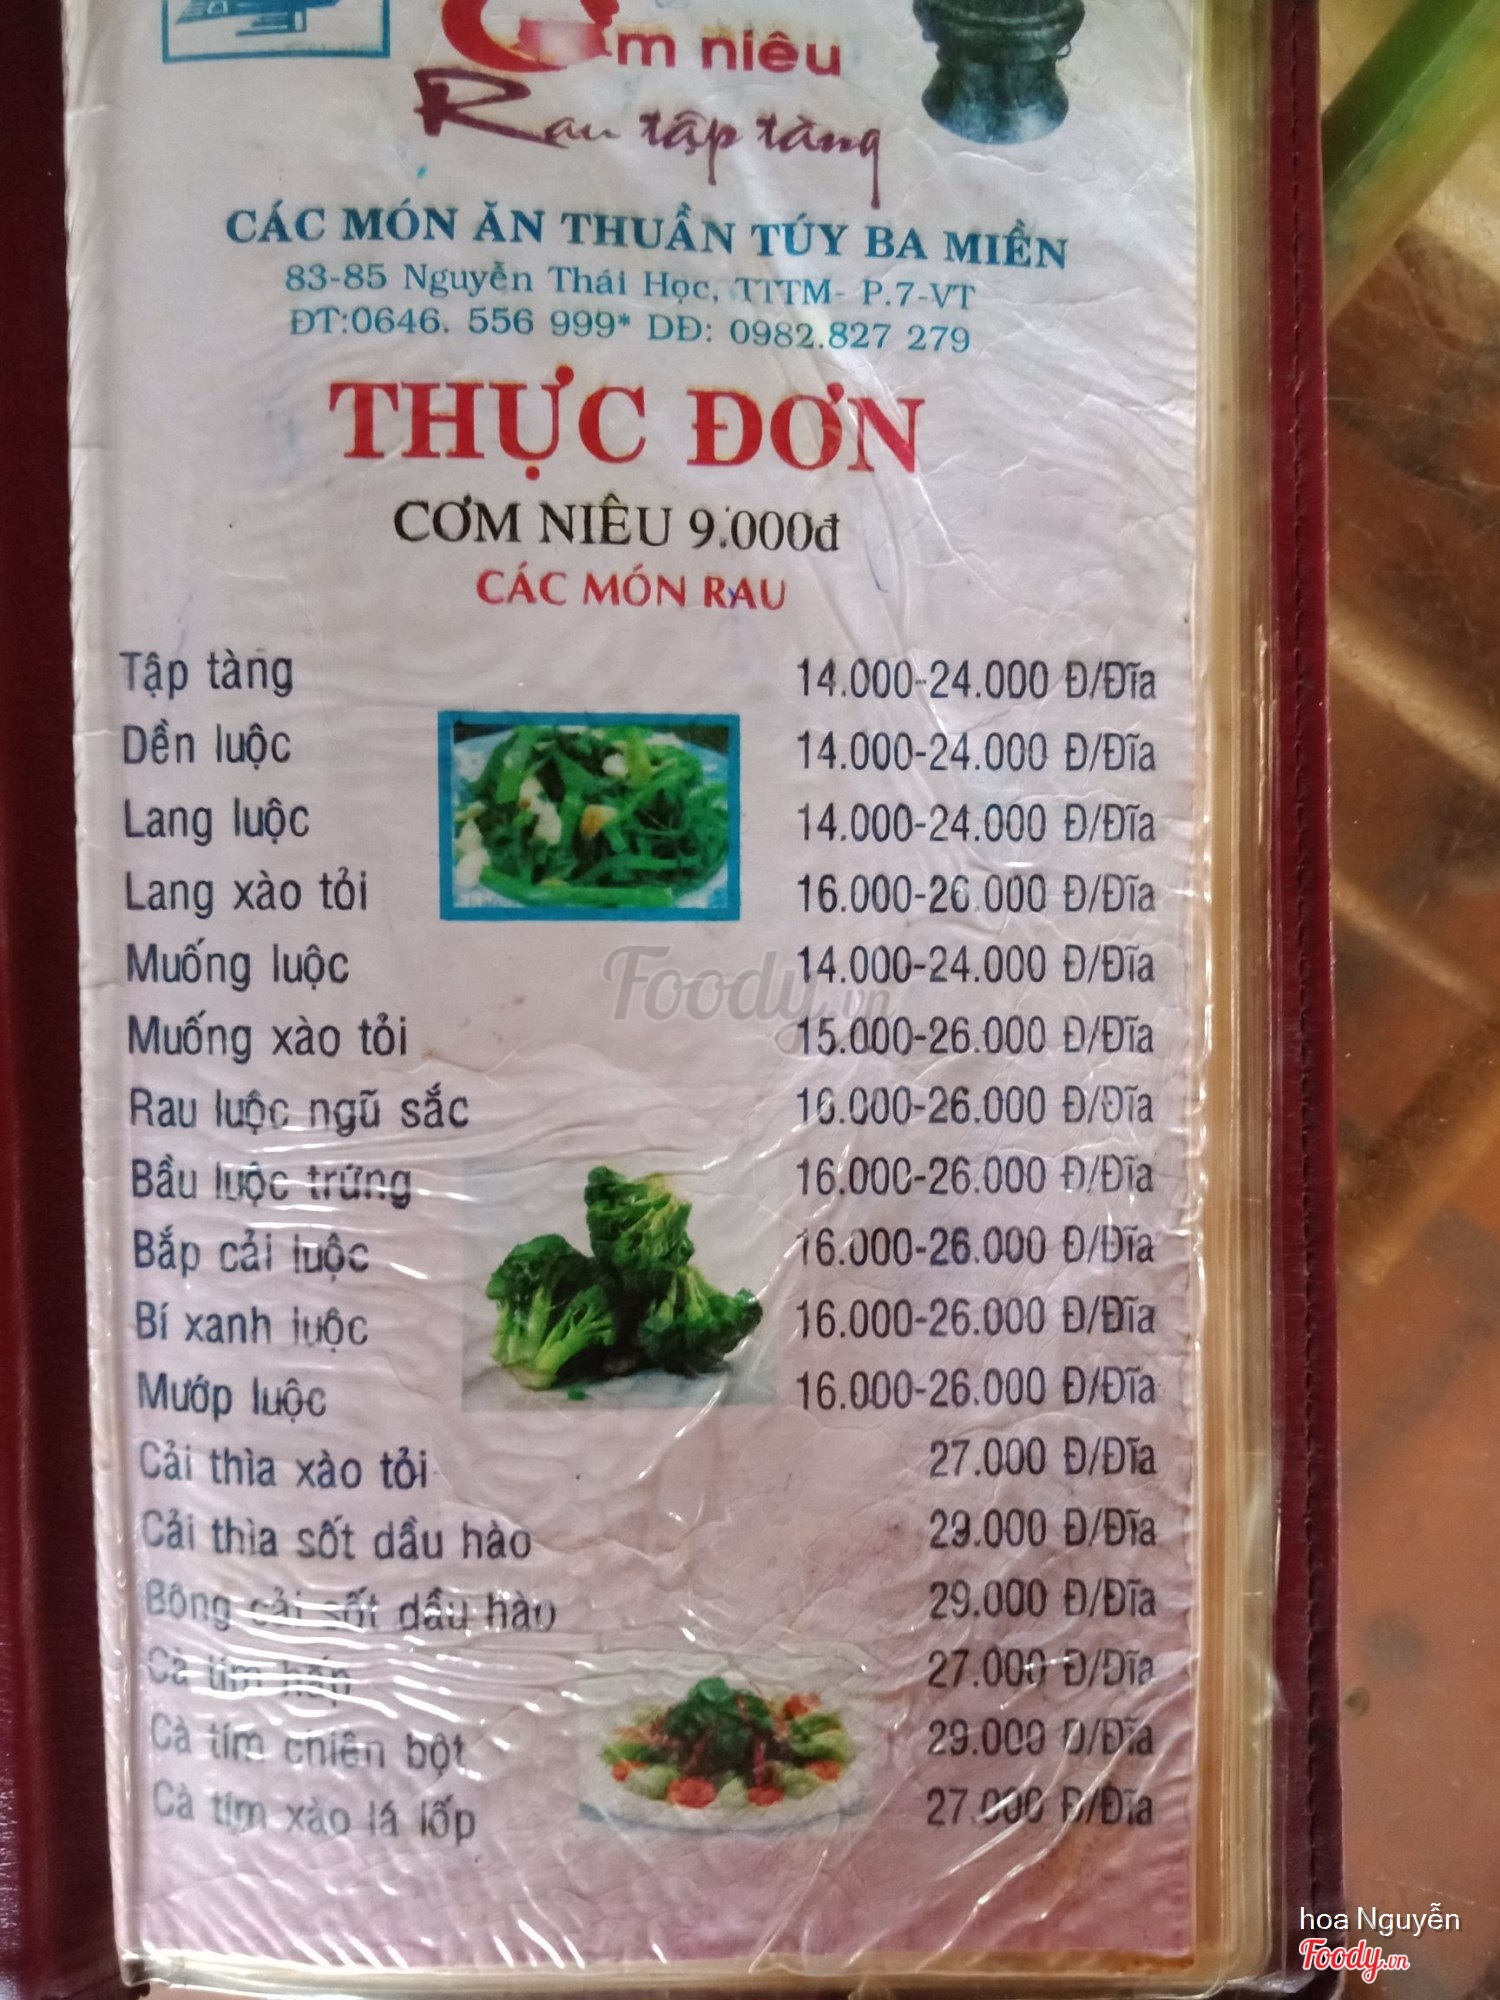 Cơm niêu
Rau tập tàng
CÁC MÓN ĂN THUẦN TÚY BA MIỀN
83-85 Nguyễn Thái Học, TTTM- P.7-VT
ĐT:0646. 556 999* DĐ: 0982.827 279
THỰC ĐƠN
CƠM NIÊU 9.000đ
CÁC MÓN RAU
Tập tàng 14.000-24.000 Đ/Đĩa
Dền luộc 14.000-24.000 Đ/Đĩa
Lang luộc 14.000-24.000 Đ/Đĩa
Lang xào tỏi 16.000-26.000 Đ/Đĩa
Muống luộc 14.000-24.000 Đ/Đĩa
Muống xào tỏi 15.000-26.000 Đ/Đĩa
Rau luộc ngũ sắc 16.000-26.000 Đ/Đĩa
Bầu luộc trứng 16.000-26.000 Đ/Đĩa
Bắp cải luộc 16.000-26.000 Đ/Đĩa
Bí xanh luộc 16.000-26.000 Đ/Đĩa
Mướp luộc 16.000-26.000 Đ/Đĩa
Cải thìa xào tỏi 27.000 Đ/Đĩa
Cải thìa sốt dầu hào 29.000 Đ/Đĩa
Bông cải sốt dầu hào 29.000 Đ/Đĩa
Cà tím hấp 27.000 Đ/Đĩa
Cà tím chiên bột 29.000 Đ/Đĩa
Cà tím xào lá lốp 27.000 Đ/Đĩa
Foody.vn
hoa Nguyễn
Foody.vn